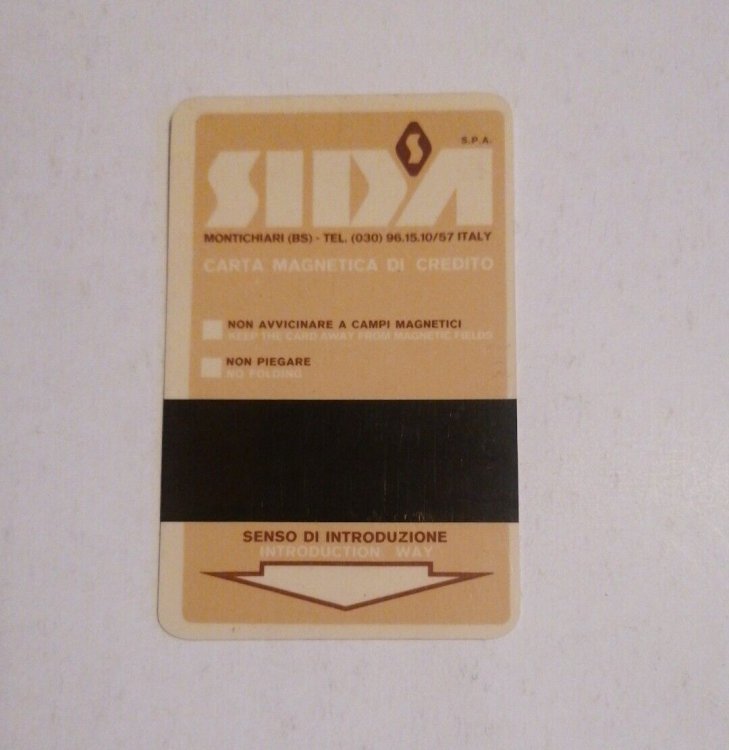 S.P.A.
SIDA
MONTICHIARI (BS) - TEL. (030) 96.15.10/57 ITALY
CARTA MAGNETICA DI CREDITO
NON AVVICINARE A CAMPI MAGNETICI
KEEP THE CARD AWAY FROM MAGNETIC FIELDS
NON PIEGARE
NO FOLDING
SENSO DI INTRODUZIONE
INTRODUCTION WAY